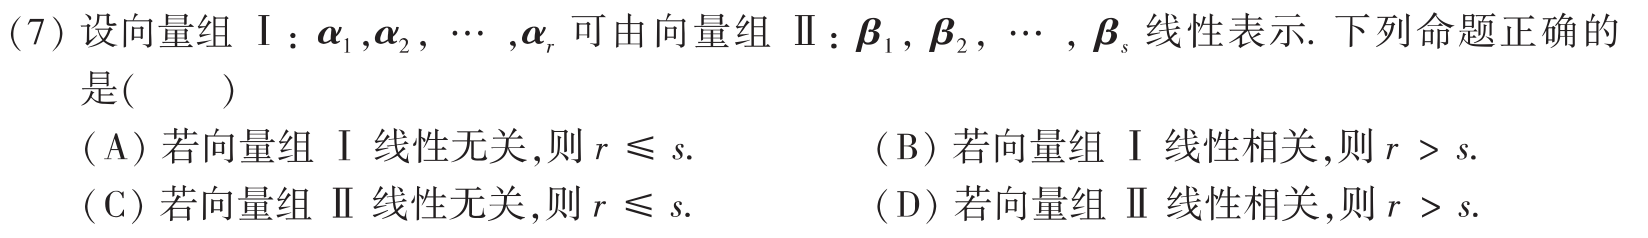 (7) 设向量组 Ⅰ: α₁,α₂, ⋯ ,αᵣ 可由向量组 Ⅱ: β₁, β₂, ⋯ , βₛ 线性表示. 下列命题正确的
是(  )
(A) 若向量组 Ⅰ 线性无关,则 r ≤ s. (B) 若向量组 Ⅰ 线性相关,则 r > s.
(C) 若向量组 Ⅱ 线性无关,则 r ≤ s. (D) 若向量组 Ⅱ 线性相关,则 r > s.